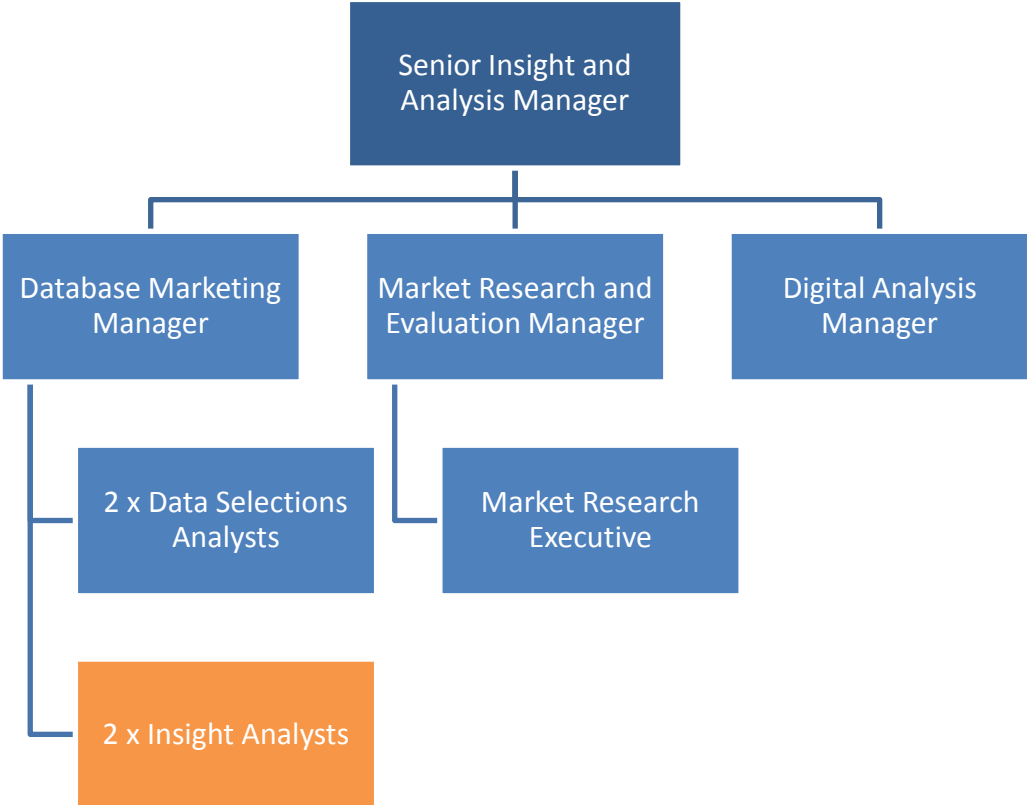 Senior Insight and
Analysis Manager
Database Marketing
Manager
Market Research and
Evaluation Manager
Digital Analysis
Manager
2 x Data Selections
Analysts
Market Research
Executive
2 x Insight Analysts